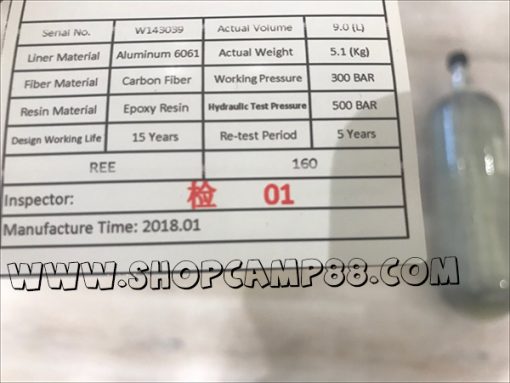 Serial No. W143039 Actual Volume 9.0 (L)
Liner Material Aluminum 6061 Actual Weight 5.1 (Kg)
Fiber Material Carbon Fiber Working Pressure 300 BAR
Resin Material Epoxy Resin Hydraulic Test Pressure 500 BAR
Design Working Life 15 Years Re-test Period 5 Years
REE 160
Inspector: 检 01
Manufacture Time: 2018.01
WWW.SHOPCAMP88.COM